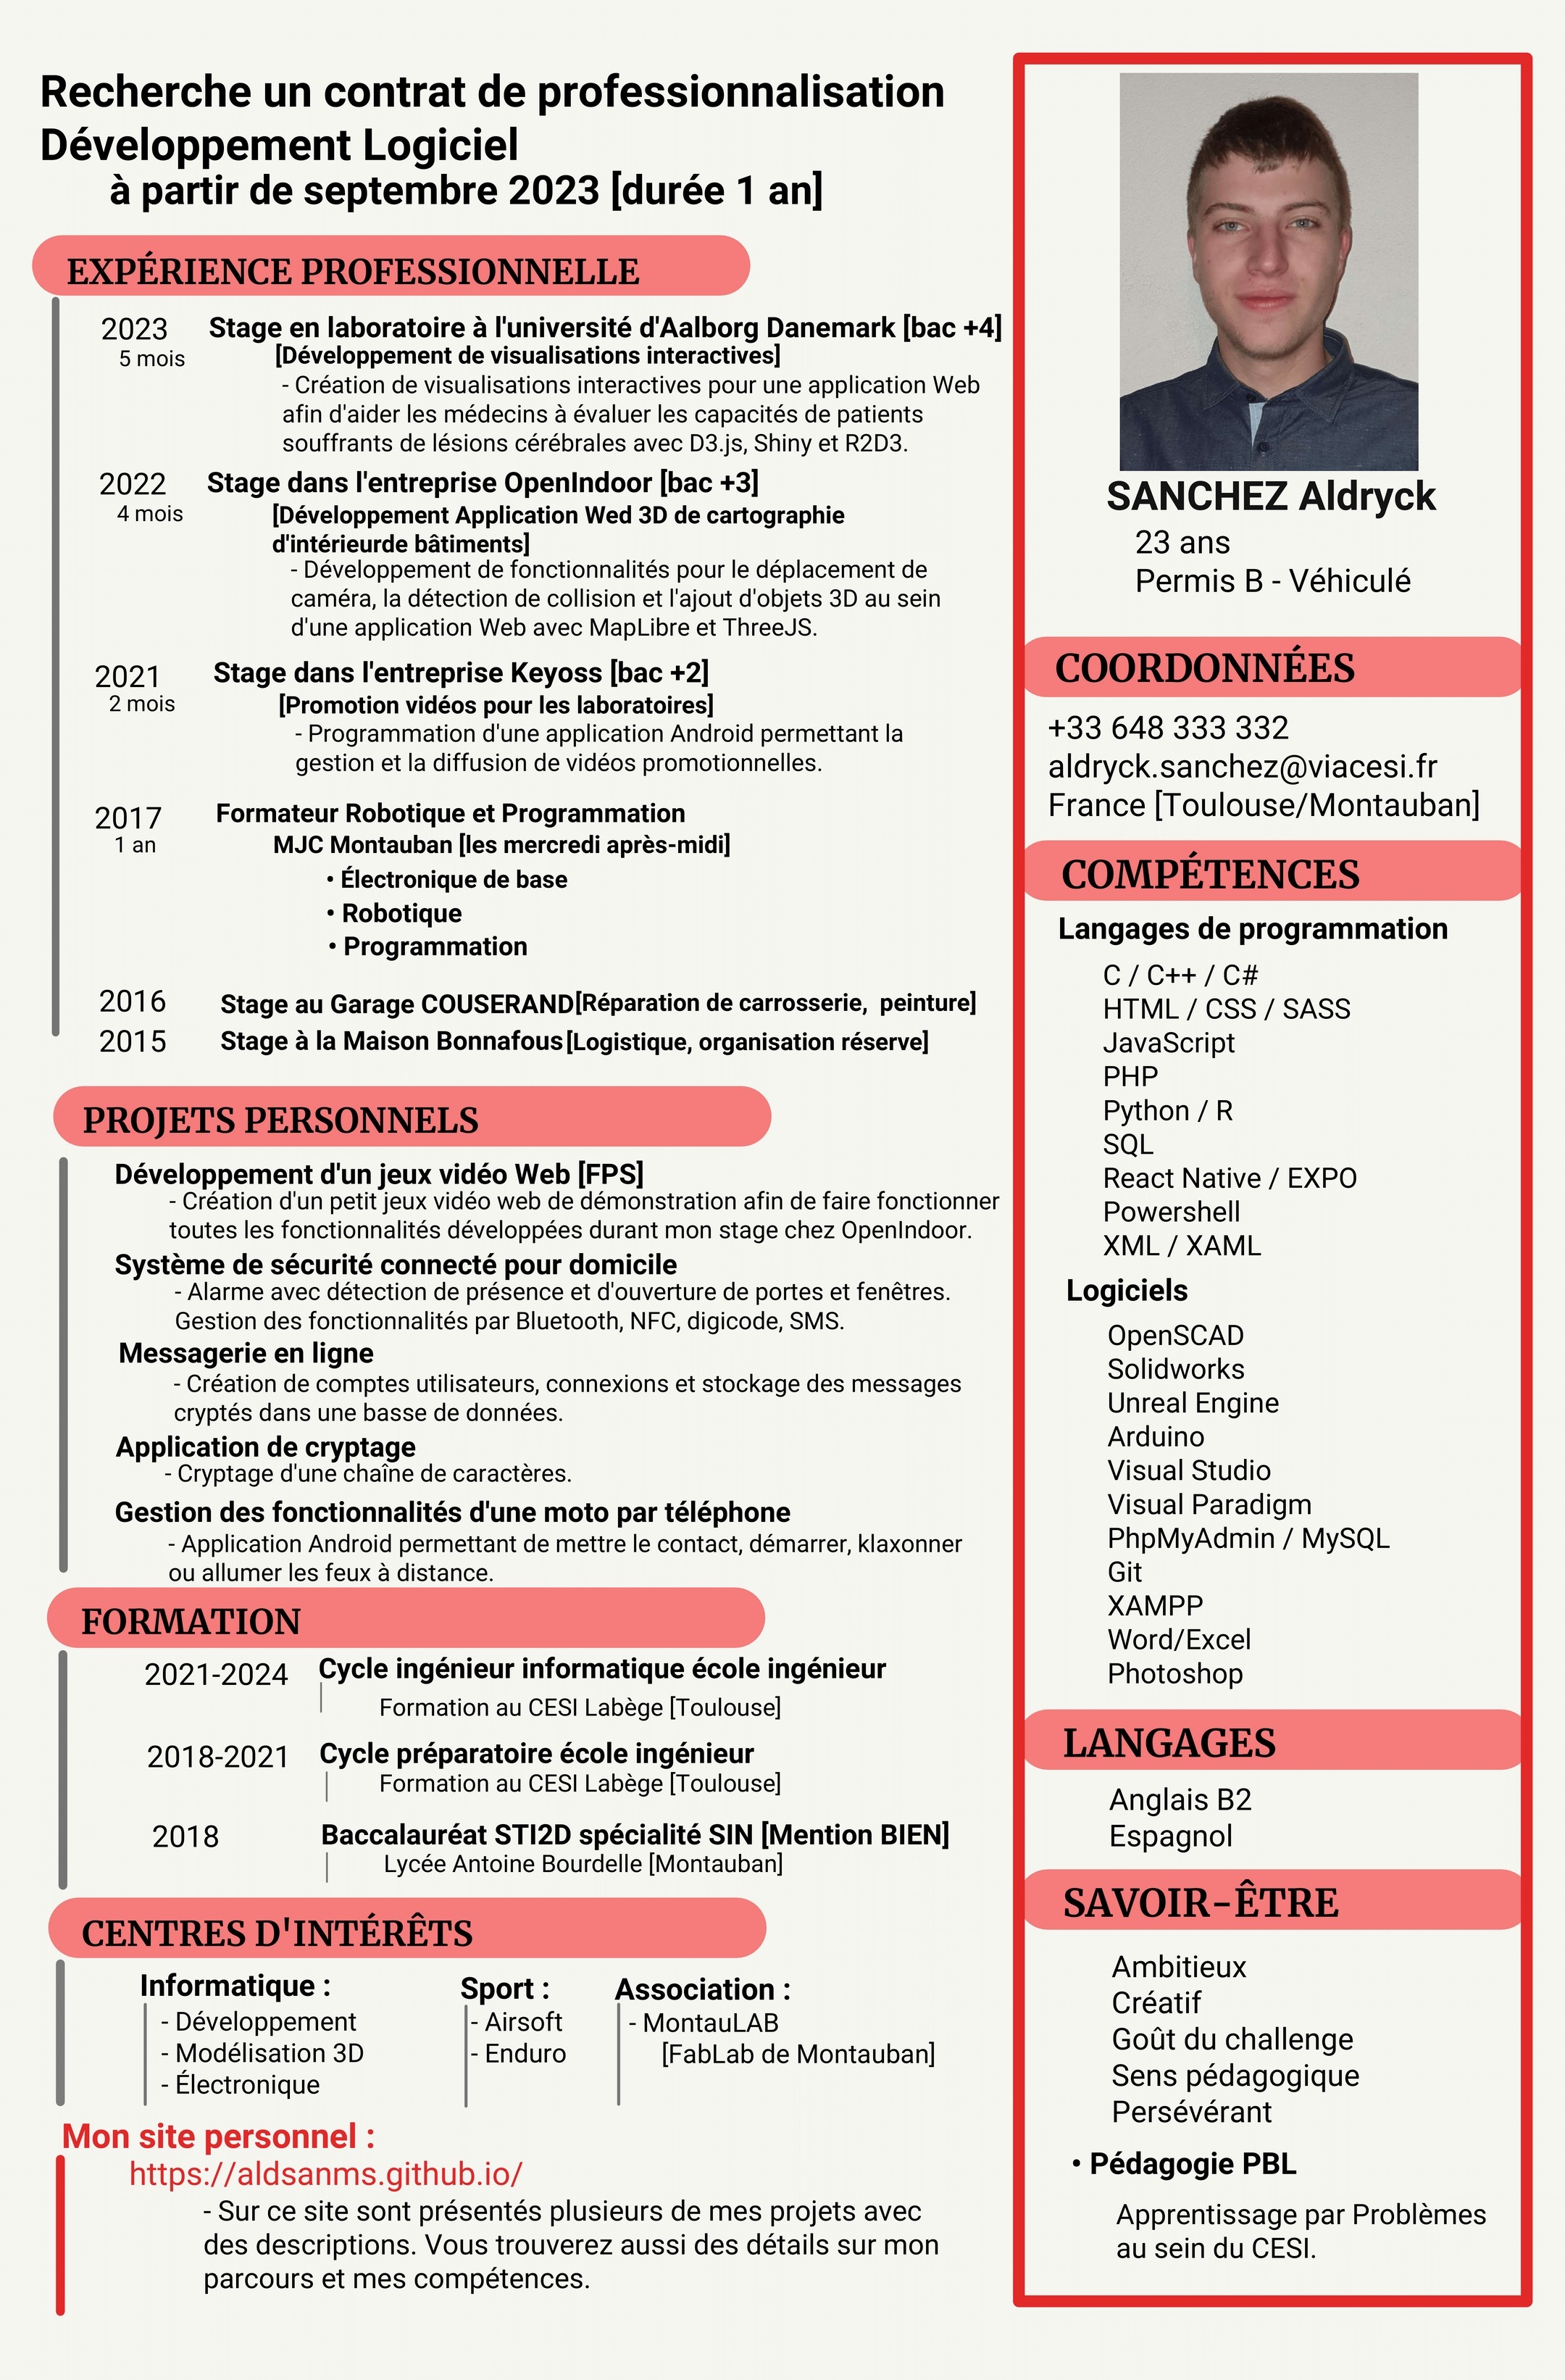 Recherche un contrat de professionnalisation
Développement Logiciel
à partir de septembre 2023 [durée 1 an]
EXPÉRIENCE PROFESSIONNELLE
2023 Stage en laboratoire à l'université d'Aalborg Danemark [bac +4]
5 mois [Développement de visualisations interactives]
- Création de visualisations interactives pour une application Web
afin d'aider les médecins à évaluer les capacités de patients
souffrants de lésions cérébrales avec D3.js, Shiny et R2D3.
2022 Stage dans l'entreprise OpenIndoor [bac +3]
4 mois [Développement Application Wed 3D de cartographie
d'intérieurde bâtiments]
- Développement de fonctionnalités pour le déplacement de
caméra, la détection de collision et l'ajout d'objets 3D au sein
d'une application Web avec MapLibre et ThreeJS.
2021 Stage dans l'entreprise Keyoss [bac +2]
2 mois [Promotion vidéos pour les laboratoires]
- Programmation d'une application Android permettant la
gestion et la diffusion de vidéos promotionnelles.
2017 Formateur Robotique et Programmation
1 an MJC Montauban [les mercredi après-midi]
• Électronique de base
• Robotique
• Programmation
2016 Stage au Garage COUSERAND[Réparation de carrosserie, peinture]
2015 Stage à la Maison Bonnafous[Logistique, organisation réserve]
PROJETS PERSONNELS
Développement d'un jeux vidéo Web [FPS]
- Création d'un petit jeux vidéo web de démonstration afin de faire fonctionner
toutes les fonctionnalités développées durant mon stage chez OpenIndoor.
Système de sécurité connecté pour domicile
- Alarme avec détection de présence et d'ouverture de portes et fenêtres.
Gestion des fonctionnalités par Bluetooth, NFC, digicode, SMS.
Messagerie en ligne
- Création de comptes utilisateurs, connexions et stockage des messages
cryptés dans une basse de données.
Application de cryptage
- Cryptage d'une chaîne de caractères.
Gestion des fonctionnalités d'une moto par téléphone
- Application Android permettant de mettre le contact, démarrer, klaxonner
ou allumer les feux à distance.
FORMATION
2021-2024 Cycle ingénieur informatique école ingénieur
Formation au CESI Labège [Toulouse]
2018-2021 Cycle préparatoire école ingénieur
Formation au CESI Labège [Toulouse]
2018 Baccalauréat STI2D spécialité SIN [Mention BIEN]
Lycée Antoine Bourdelle [Montauban]
CENTRES D'INTÉRÊTS
Informatique :
- Développement
- Modélisation 3D
- Électronique
Sport :
- Airsoft
- Enduro
Association :
- MontauLAB
[FabLab de Montauban]
Mon site personnel :
https://aldsanms.github.io/
- Sur ce site sont présentés plusieurs de mes projets avec
des descriptions. Vous trouverez aussi des détails sur mon
parcours et mes compétences.
SANCHEZ Aldryck
23 ans
Permis B - Véhiculé
COORDONNÉES
+33 648 333 332
aldryck.sanchez@viacesi.fr
France [Toulouse/Montauban]
COMPÉTENCES
Langages de programmation
C / C++ / C#
HTML / CSS / SASS
JavaScript
PHP
Python / R
SQL
React Native / EXPO
Powershell
XML / XAML
Logiciels
OpenSCAD
Solidworks
Unreal Engine
Arduino
Visual Studio
Visual Paradigm
PhpMyAdmin / MySQL
Git
XAMPP
Word/Excel
Photoshop
LANGAGES
Anglais B2
Espagnol
SAVOIR-ÊTRE
Ambitieux
Créatif
Goût du challenge
Sens pédagogique
Persévérant
• Pédagogie PBL
Apprentissage par Problèmes
au sein du CESI.